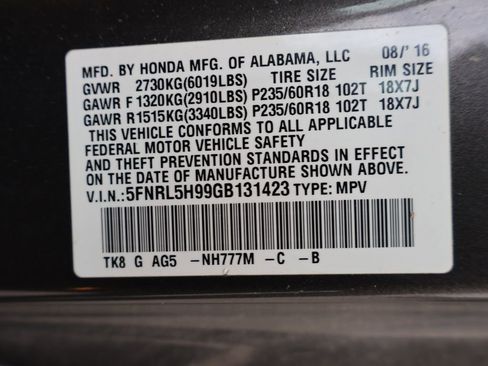 MFD. BY HONDA MFG. OF ALABAMA, LLC 08/'16
GVWR 2730KG(6019LBS) TIRE SIZE RIM SIZE
GAWR F 1320KG(2910LBS) P235/60R18 102T 18X7J
GAWR R1515KG(3340LBS) P235/60R18 102T 18X7J
THIS VEHICLE CONFORMS TO ALL APPLICABLE
FEDERAL MOTOR VEHICLE SAFETY AND
THEFT PREVENTION STANDARDS IN EFFECT
ON THE DATE OF MANUFACTURE SHOWN ABOVE.
V.I.N.:5FNRL5H99GB131423 TYPE: MPV
TK8 G AG5 -NH777M -C -B